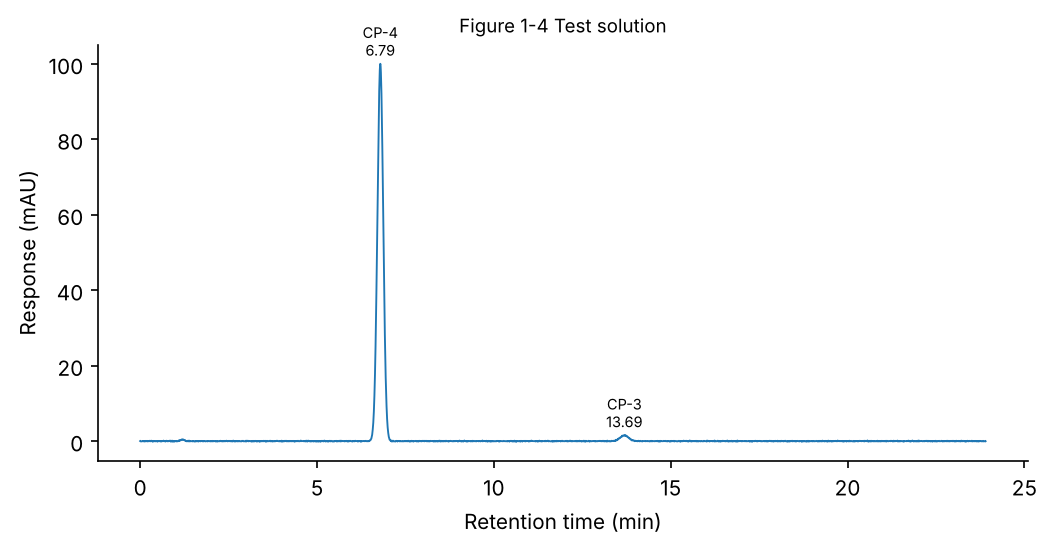 Figure 1-4 Test solution
CP-4
6.79
100
80
60
40
20
0
Response (mAU)
CP-3
13.69
0 5 10 15 20 25
Retention time (min)